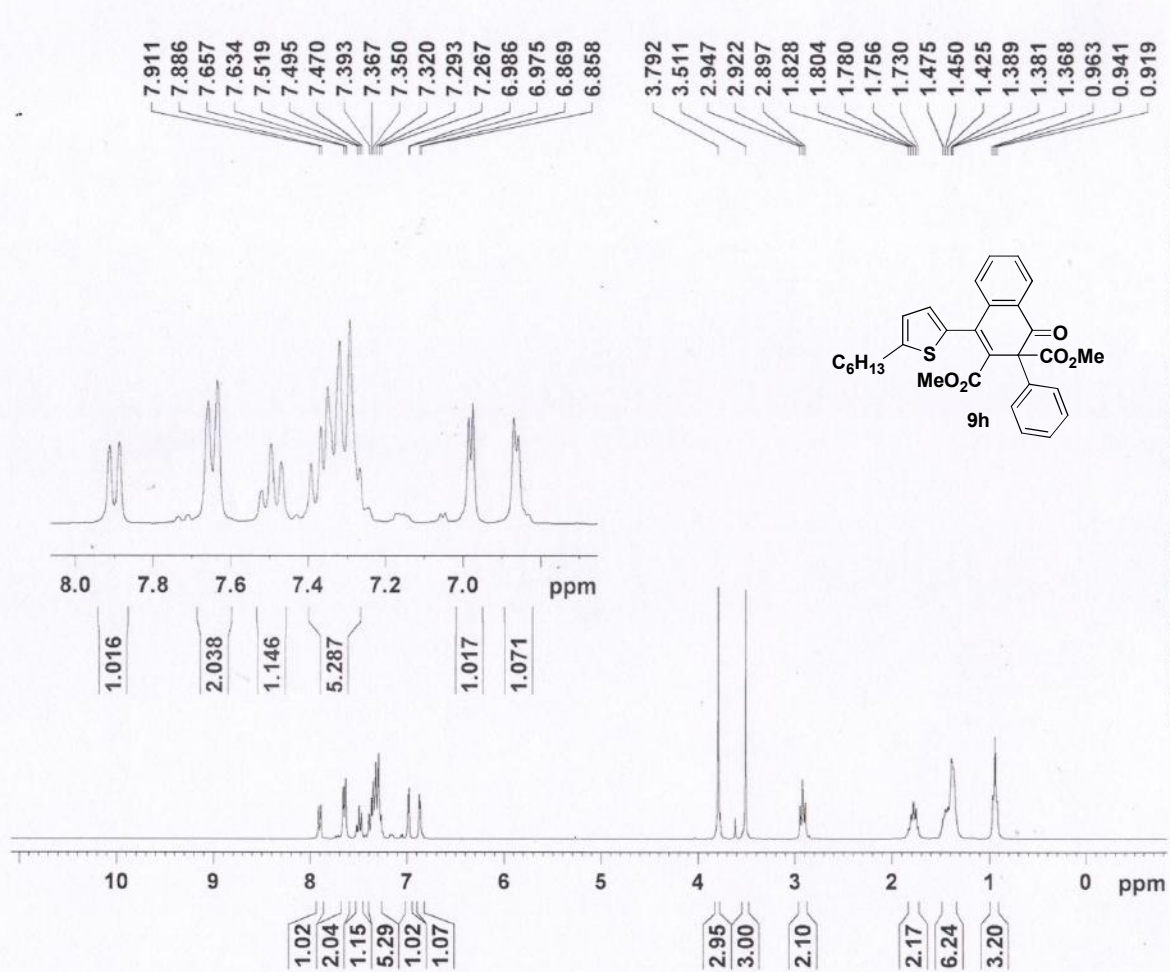 7.911 7.886 7.657 7.634 7.519 7.495 7.470 7.393 7.367 7.350 7.320 7.293 7.267 6.986 6.975 6.869 6.858
3.792 3.511 2.947 2.922 2.897 1.828 1.804 1.780 1.756 1.730 1.475 1.450 1.425 1.389 1.381 1.368 0.963 0.941 0.919
O
S
C6H13
CO2Me
MeO2C
9h
8.0 7.8 7.6 7.4 7.2 7.0 ppm
1.016 2.038 1.146 5.287 1.017 1.071
10 9 8 7 6 5 4 3 2 1 0 ppm
1.02 2.04 1.15 5.29 1.02 1.07 2.95 3.00 2.10 2.17 6.24 3.20